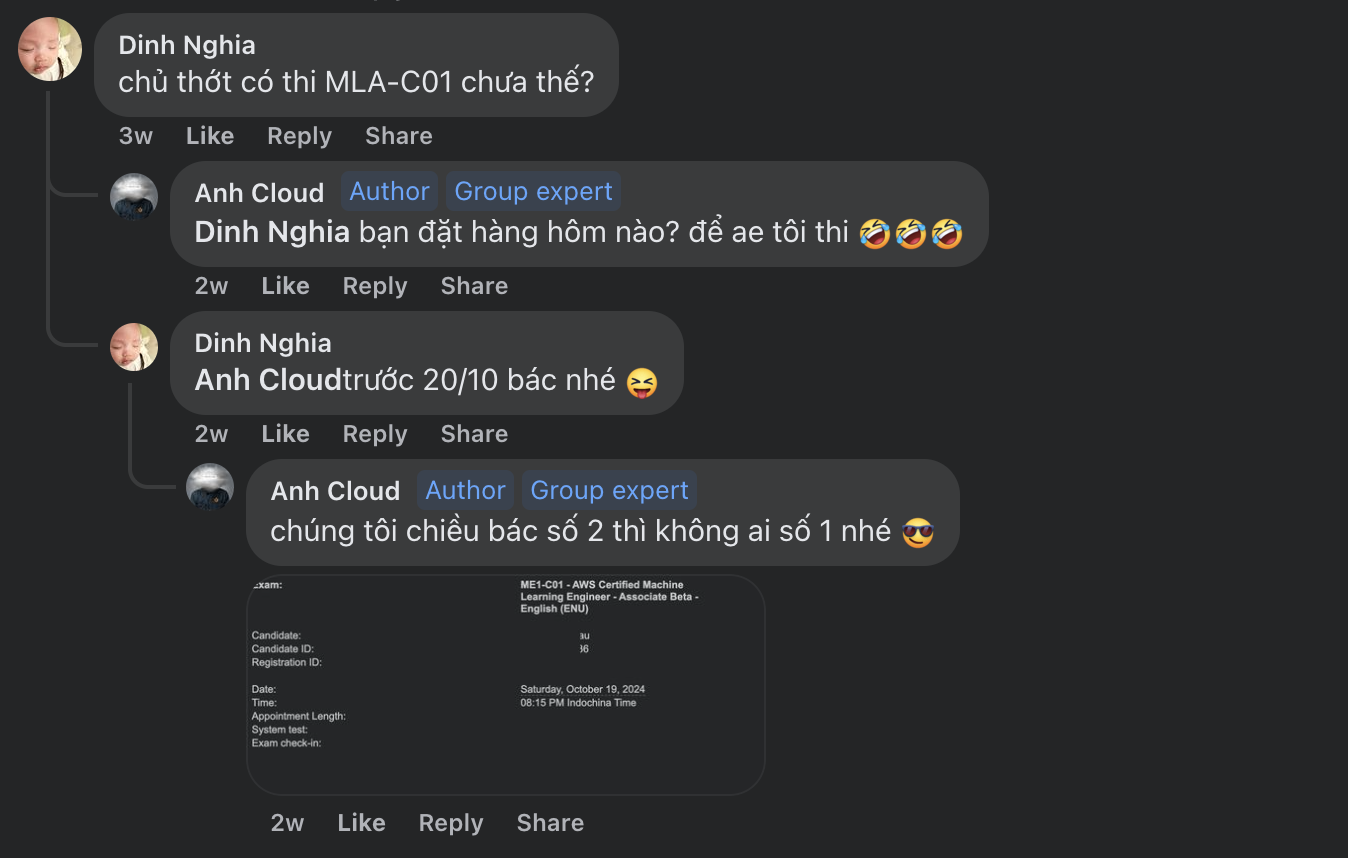 Dinh Nghia
chủ thớt có thi MLA-C01 chưa thế?
3w Like Reply Share
Anh Cloud Author Group expert
Dinh Nghia bạn đặt hàng hôm nào? để ae tôi thi 🤣🤣🤣
2w Like Reply Share
Dinh Nghia
Anh Cloudtrước 20/10 bác nhé 😝
2w Like Reply Share
Anh Cloud Author Group expert
chúng tôi chiều bác số 2 thì không ai số 1 nhé 😎
Exam: ME1-C01 - AWS Certified Machine
Learning Engineer - Associate Beta -
English (ENU)
Candidate: au
Candidate ID: 36
Registration ID:
Date: Saturday, October 19, 2024
Time: 08:15 PM Indochina Time
Appointment Length:
System test:
Exam check-in:
2w Like Reply Share